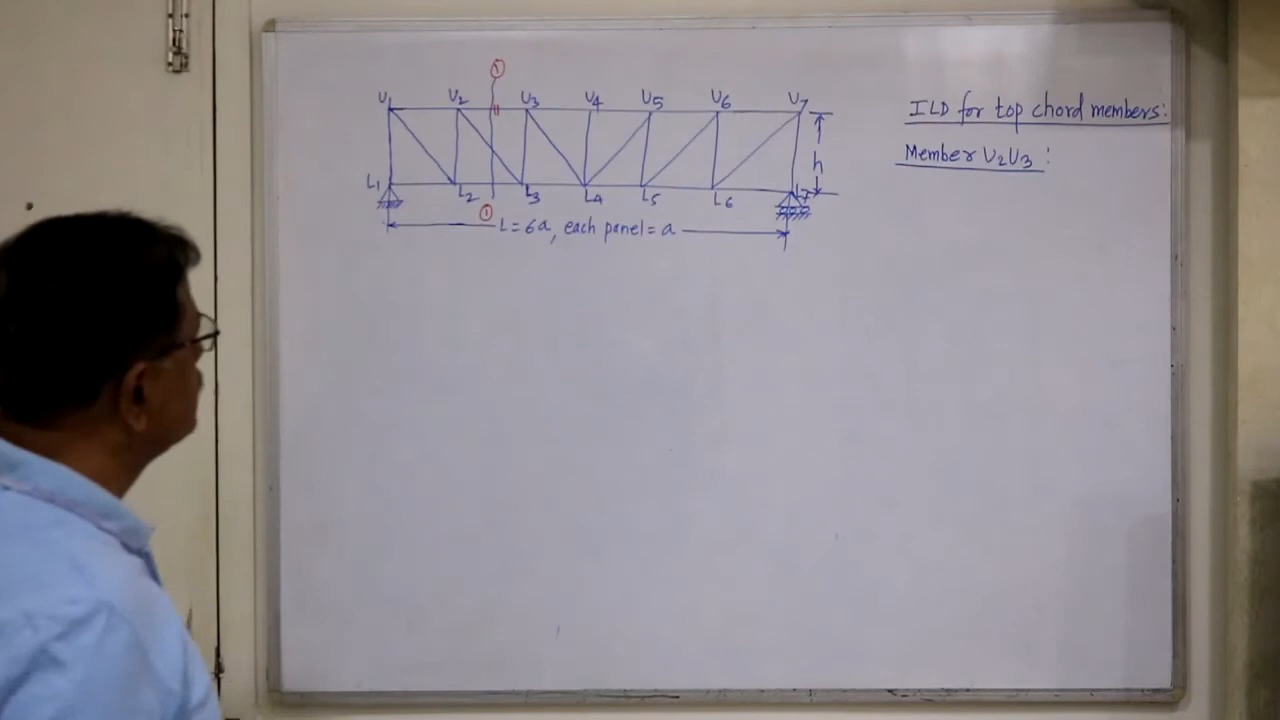 ①
U1 U2 U3 U4 U5 U6 U7
h
L1 L2 L3 L4 L5 L6 L7
①
L = 6a, each panel = a
ILD for top chord members:
Member U2U3 :